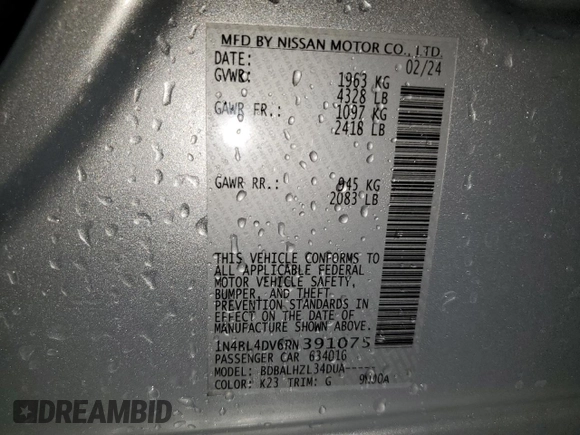 MFD BY NISSAN MOTOR CO., LTD.
DATE: 02/24
GVWR: 1963 KG
4328 LB
GAWR FR.: 1097 KG
2418 LB
GAWR RR.: 945 KG
2083 LB
THIS VEHICLE CONFORMS TO
ALL APPLICABLE FEDERAL
MOTOR VEHICLE SAFETY,
BUMPER, AND THEFT
PREVENTION STANDARDS IN
EFFECT ON THE DATE OF
MANUFACTURE SHOWN ABOVE.
1N4BL4DV6RN391075
PASSENGER CAR 634016
MODEL: BDBALHZL34DUA-----
COLOR: K23 TRIM: G
DREAMBID